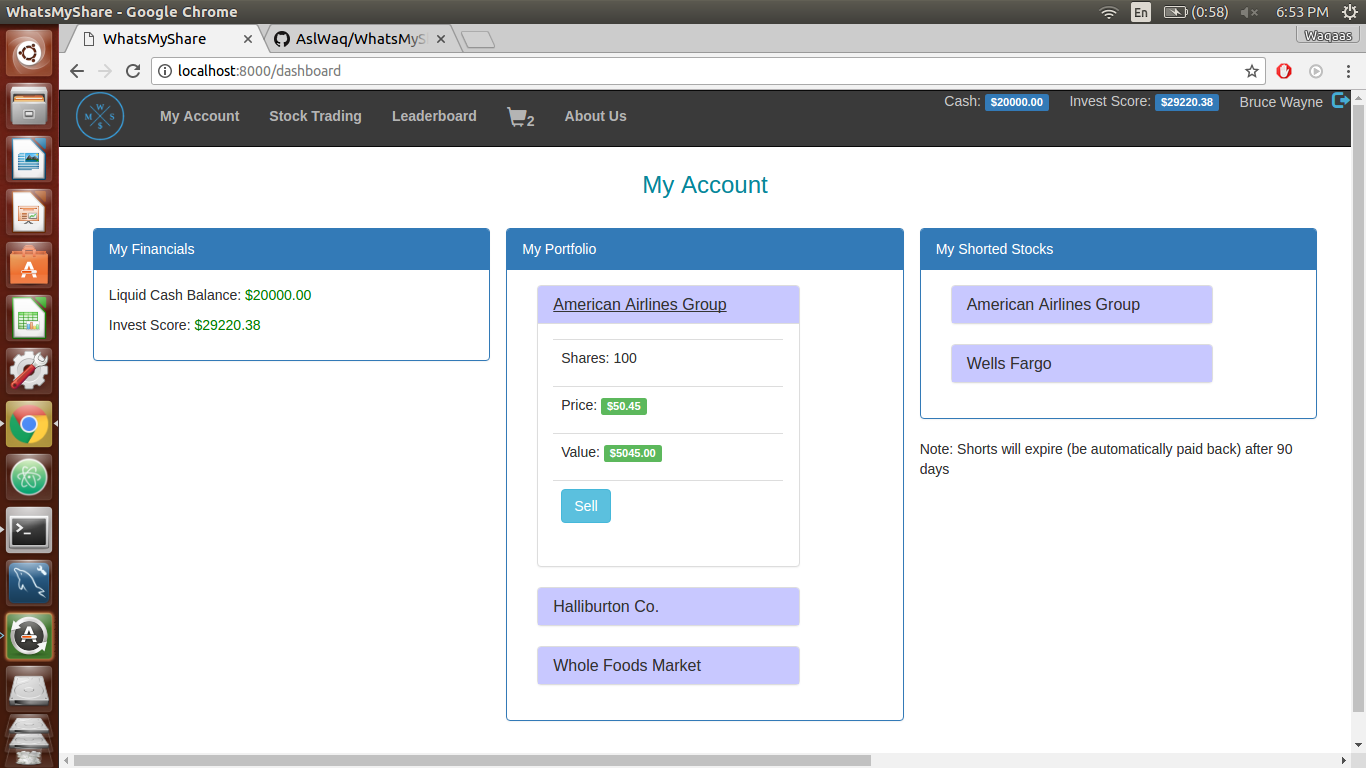 WhatsMyShare - Google Chrome
En
(0:58)
6:53 PM
WhatsMyShare
AslWaq/WhatsMyS
Waqaas
localhost:8000/dashboard
W
M S
$
My Account
Stock Trading
Leaderboard
2
About Us
Cash: $20000.00
Invest Score: $29220.38
Bruce Wayne
My Account
My Financials
Liquid Cash Balance: $20000.00
Invest Score: $29220.38
My Portfolio
American Airlines Group
Shares: 100
Price: $50.45
Value: $5045.00
Sell
Halliburton Co.
Whole Foods Market
My Shorted Stocks
American Airlines Group
Wells Fargo
Note: Shorts will expire (be automatically paid back) after 90
days